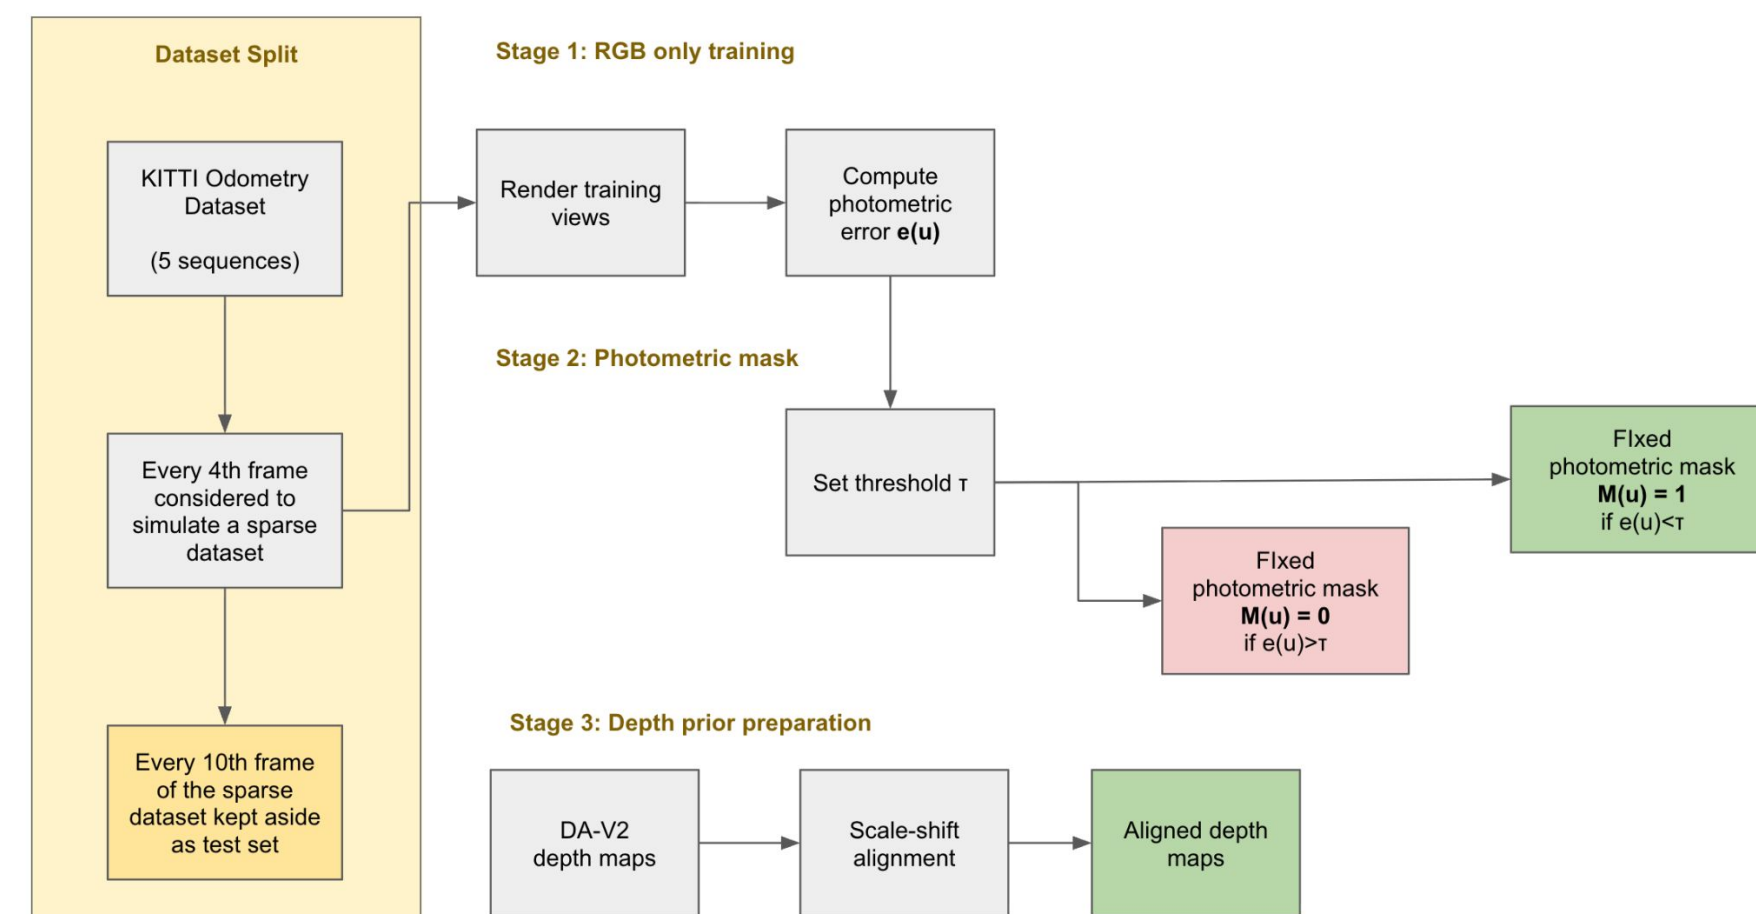 Dataset Split
KITTI Odometry
Dataset
(5 sequences)
Every 4th frame
considered to
simulate a sparse
dataset
Every 10th frame
of the sparse
dataset kept aside
as test set
Stage 1: RGB only training
Render training
views
Compute
photometric
error e(u)
Stage 2: Photometric mask
Set threshold τ
FIxed
photometric mask
M(u) = 1
if e(u)<τ
FIxed
photometric mask
M(u) = 0
if e(u)>τ
Stage 3: Depth prior preparation
DA-V2
depth maps
Scale-shift
alignment
Aligned depth
maps